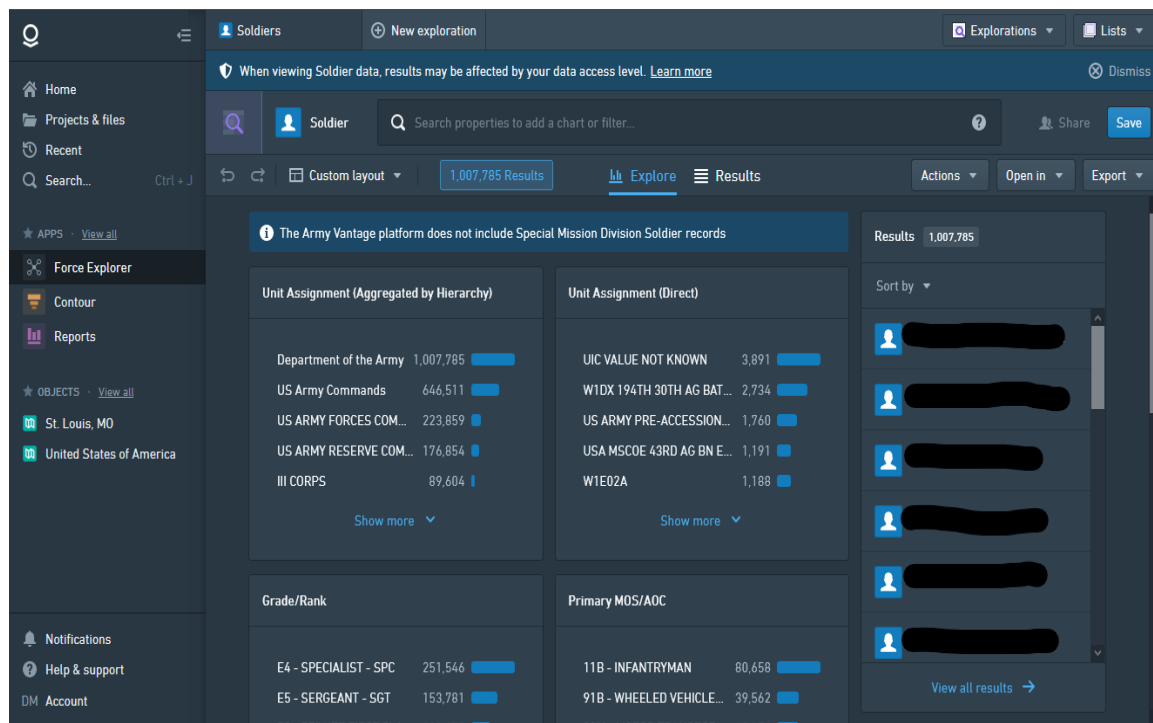 Soldiers
New exploration
Explorations
Lists
When viewing Soldier data, results may be affected by your data access level. Learn more
Dismiss
Home
Projects & files
Recent
Search... Ctrl + J
APPS · View all
Force Explorer
Contour
Reports
OBJECTS · View all
St. Louis, MO
United States of America
Notifications
Help & support
DM Account
Soldier
Search properties to add a chart or filter...
Share
Save
Custom layout
1,007,785 Results
Explore
Results
Actions
Open in
Export
The Army Vantage platform does not include Special Mission Division Soldier records
Unit Assignment (Aggregated by Hierarchy)
Department of the Army 1,007,785
US Army Commands 646,511
US ARMY FORCES COM... 223,859
US ARMY RESERVE COM... 176,854
III CORPS 89,604
Show more
Unit Assignment (Direct)
UIC VALUE NOT KNOWN 3,891
W1DX 194TH 30TH AG BAT... 2,734
US ARMY PRE-ACCESSION... 1,760
USA MSCOE 43RD AG BN E... 1,191
W1E02A 1,188
Show more
Grade/Rank
E4 - SPECIALIST - SPC 251,546
E5 - SERGEANT - SGT 153,781
Primary MOS/AOC
11B - INFANTRYMAN 80,658
91B - WHEELED VEHICLE... 39,562
Results 1,007,785
Sort by
View all results